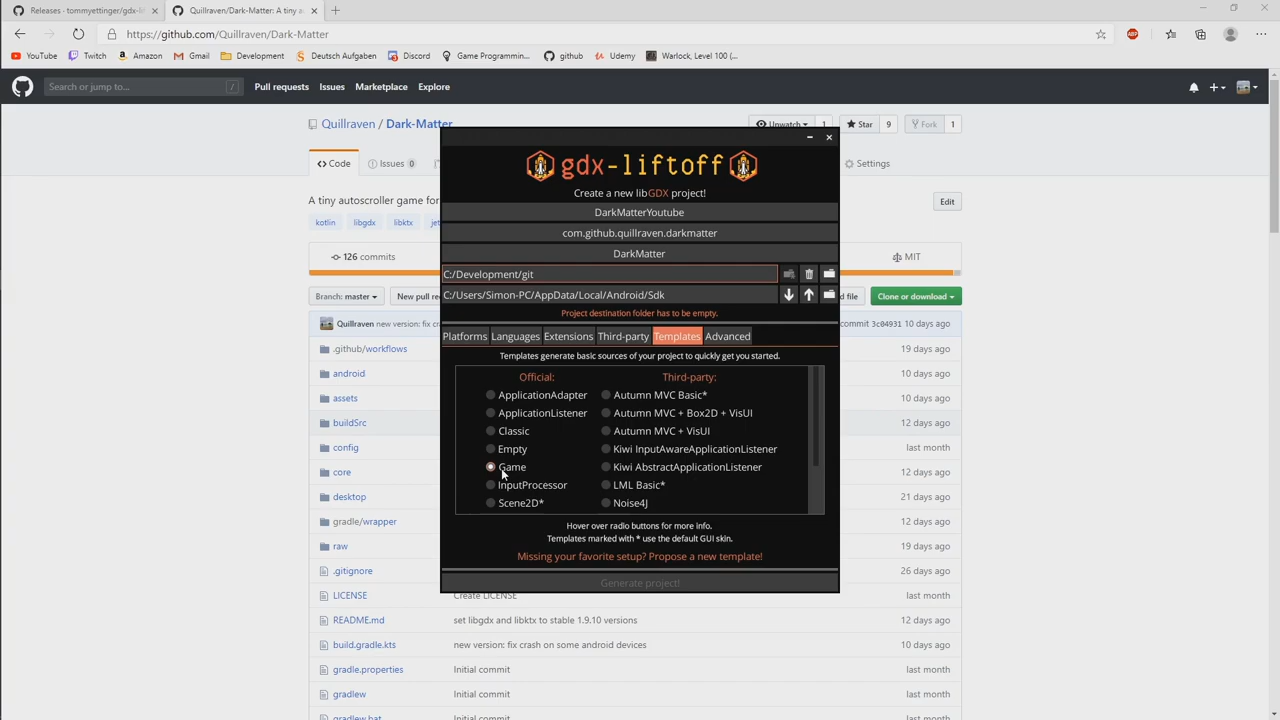 Releases · tommyettinger/gdx-li
Quillraven/Dark-Matter: A tiny a
https://github.com/Quillraven/Dark-Matter
ABP
YouTube
Twitch
Amazon
Gmail
Development
Deutsch Aufgaben
Discord
Game Programmin...
github
Udemy
Warlock, Level 100 (...
Search or jump to...
/
Pull requests
Issues
Marketplace
Explore
Quillraven / Dark-Matter
Unwatch
1
Star
9
Fork
1
Code
Issues 0
Settings
A tiny autoscroller game for
Edit
kotlin
libgdx
libktx
126 commits
MIT
Branch: master
New pull
file
Clone or download
Quillraven new version: fix cr
commit 3c04931 10 days ago
.github/workflows
19 days ago
android
10 days ago
assets
10 days ago
buildSrc
12 days ago
config
last month
core
12 days ago
desktop
21 days ago
gradle/wrapper
12 days ago
raw
19 days ago
.gitignore
26 days ago
LICENSE
Create LICENSE
last month
README.md
set libgdx and libktx to stable 1.9.10 versions
12 days ago
build.gradle.kts
new version: fix crash on some android devices
10 days ago
gradle.properties
Initial commit
last month
gradlew
Initial commit
last month
gradlew.bat
Initial commit
last month
gdx-liftoff
Create a new libGDX project!
DarkMatterYoutube
com.github.quillraven.darkmatter
DarkMatter
C:/Development/git
C:/Users/Simon-PC/AppData/Local/Android/Sdk
Project destination folder has to be empty.
Platforms
Languages
Extensions
Third-party
Templates
Advanced
Templates generate basic sources of your project to quickly get you started.
Official:
Third-party:
ApplicationAdapter
Autumn MVC Basic*
ApplicationListener
Autumn MVC + Box2D + VisUI
Classic
Autumn MVC + VisUI
Empty
Kiwi InputAwareApplicationListener
Game
Kiwi AbstractApplicationListener
InputProcessor
LML Basic*
Scene2D*
Noise4J
Hover over radio buttons for more info.
Templates marked with * use the default GUI skin.
Missing your favorite setup? Propose a new template!
Generate project!